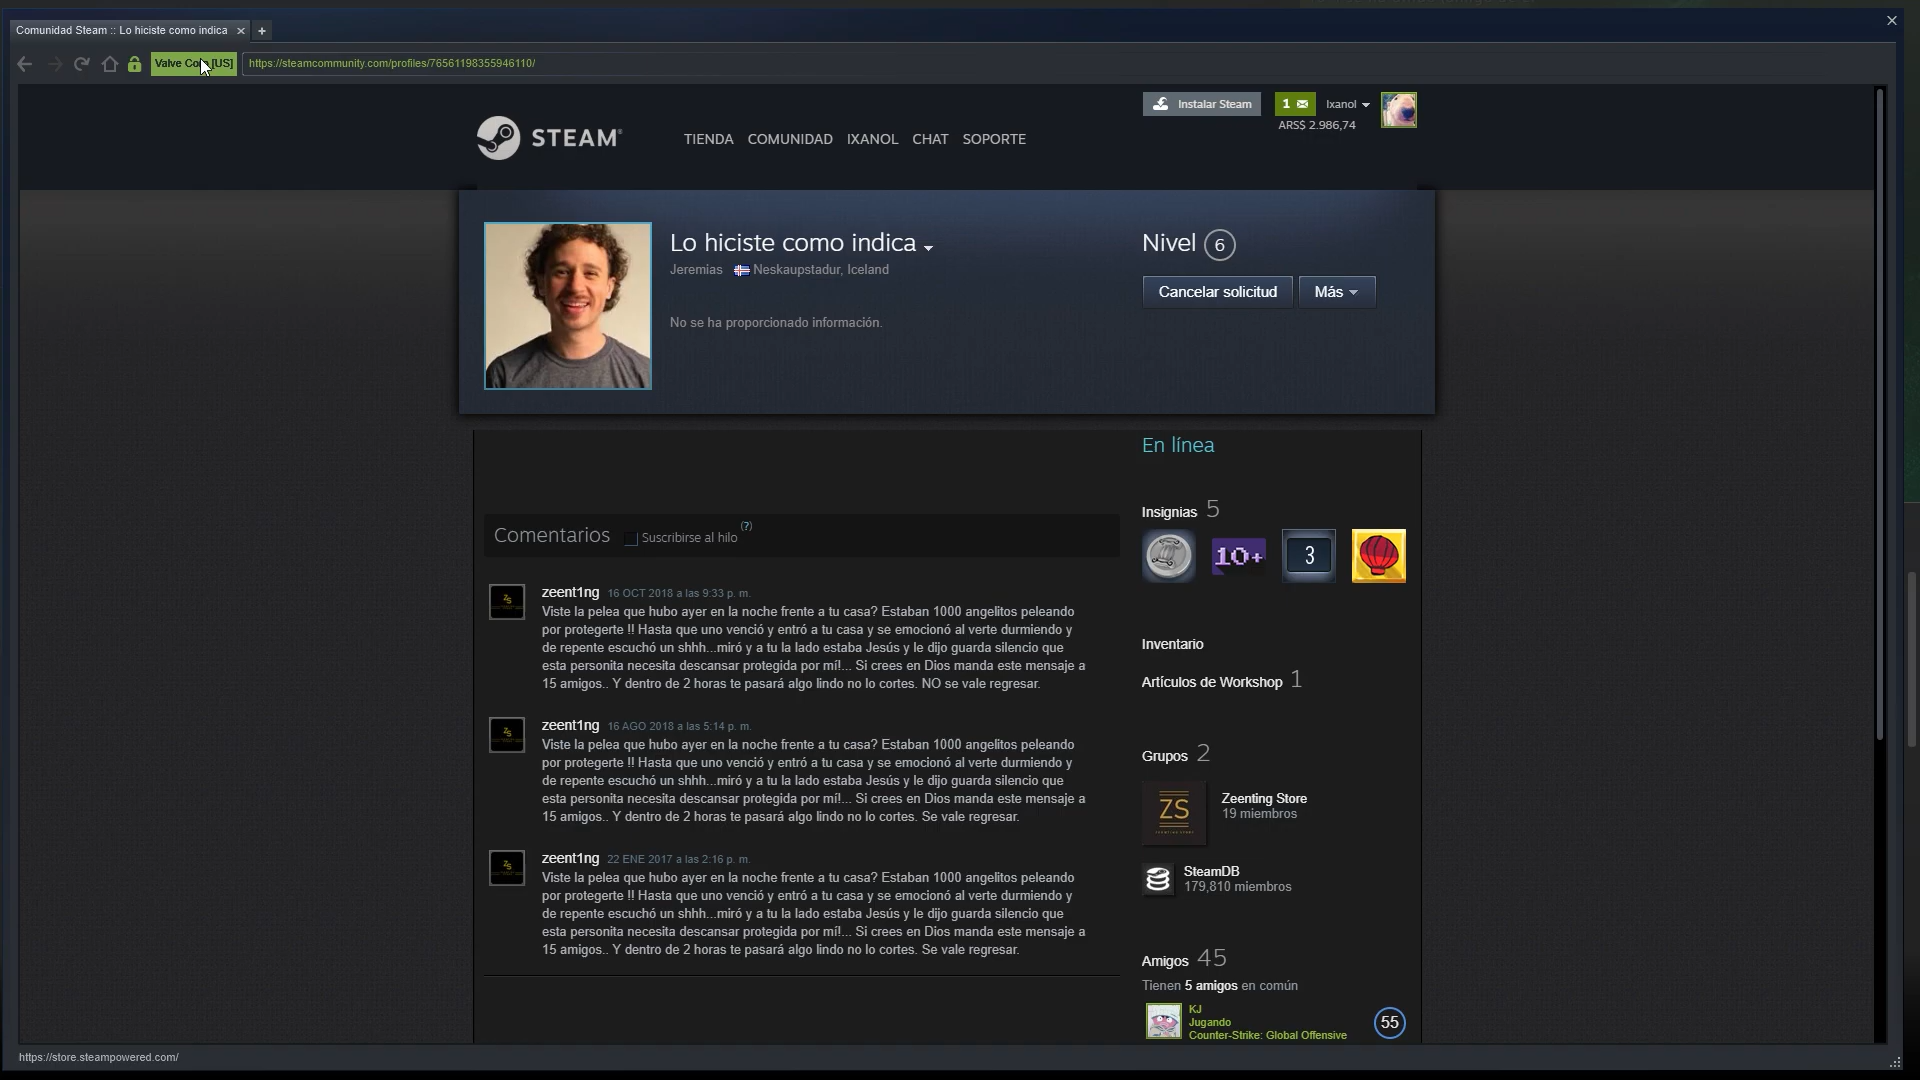 Comunidad Steam :: Lo hiciste como indica
Valve Co [US] https://steamcommunity.com/profiles/76561198355946110/
Instalar Steam
1
Ixanol
ARS$ 2.986,74
STEAM
TIENDA COMUNIDAD IXANOL CHAT SOPORTE
Lo hiciste como indica
Jeremias Neskaupstadur, Iceland
No se ha proporcionado información.
Nivel 6
Cancelar solicitud
Más
En línea
Insignias 5
10+
3
Inventario
Artículos de Workshop 1
Grupos 2
ZS
Zeenting Store
19 miembros
SteamDB
179,810 miembros
Amigos 45
Tienen 5 amigos en común
KJ
Jugando
Counter-Strike: Global Offensive
55
Comentarios Suscribirse al hilo (?)
zeent1ng 16 OCT 2018 a las 9:33 p. m.
Viste la pelea que hubo ayer en la noche frente a tu casa? Estaban 1000 angelitos peleando
por protegerte !! Hasta que uno venció y entró a tu casa y se emocionó al verte durmiendo y
de repente escuchó un shhh...miró y a tu la lado estaba Jesús y le dijo guarda silencio que
esta personita necesita descansar protegida por mí!... Si crees en Dios manda este mensaje a
15 amigos.. Y dentro de 2 horas te pasará algo lindo no lo cortes. NO se vale regresar.
zeent1ng 16 AGO 2018 a las 5:14 p. m.
Viste la pelea que hubo ayer en la noche frente a tu casa? Estaban 1000 angelitos peleando
por protegerte !! Hasta que uno venció y entró a tu casa y se emocionó al verte durmiendo y
de repente escuchó un shhh...miró y a tu la lado estaba Jesús y le dijo guarda silencio que
esta personita necesita descansar protegida por mí!... Si crees en Dios manda este mensaje a
15 amigos.. Y dentro de 2 horas te pasará algo lindo no lo cortes. Se vale regresar.
zeent1ng 22 ENE 2017 a las 2:16 p. m.
Viste la pelea que hubo ayer en la noche frente a tu casa? Estaban 1000 angelitos peleando
por protegerte !! Hasta que uno venció y entró a tu casa y se emocionó al verte durmiendo y
de repente escuchó un shhh...miró y a tu la lado estaba Jesús y le dijo guarda silencio que
esta personita necesita descansar protegida por mí!... Si crees en Dios manda este mensaje a
15 amigos.. Y dentro de 2 horas te pasará algo lindo no lo cortes. Se vale regresar.
https://store.steampowered.com/